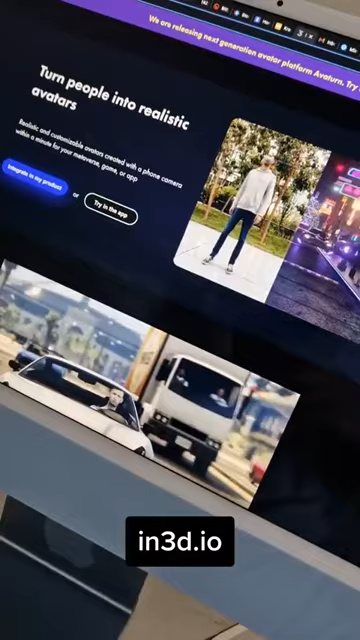 We are releasing next generation avatar platform Avaturn. Try
Turn people into realistic
avatars
Realistic and customizable avatars created with a phone camera
within a minute for your metaverse, game, or app
Integrate in my product
or
Try in the app
in3d.io